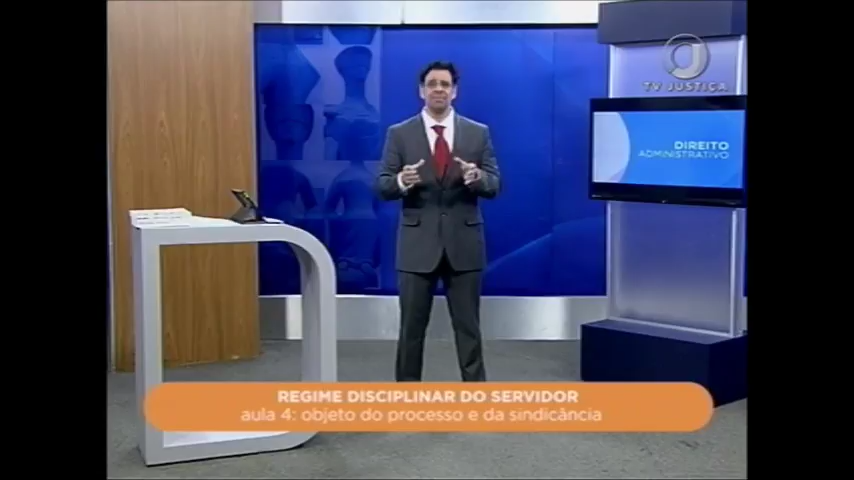 TV JUSTIÇA
DIREITO
ADMINISTRATIVO
REGIME DISCIPLINAR DO SERVIDOR
aula 4: objeto do processo e da sindicância